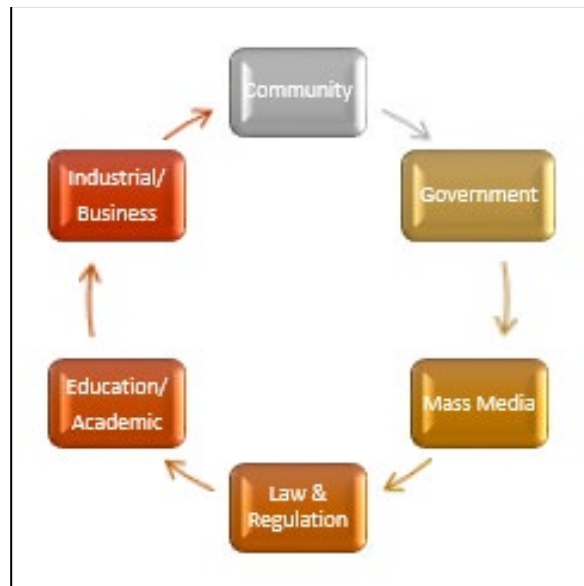 Community
Government
Mass Media
Law &
Regulation
Education/
Academic
Industrial/
Business